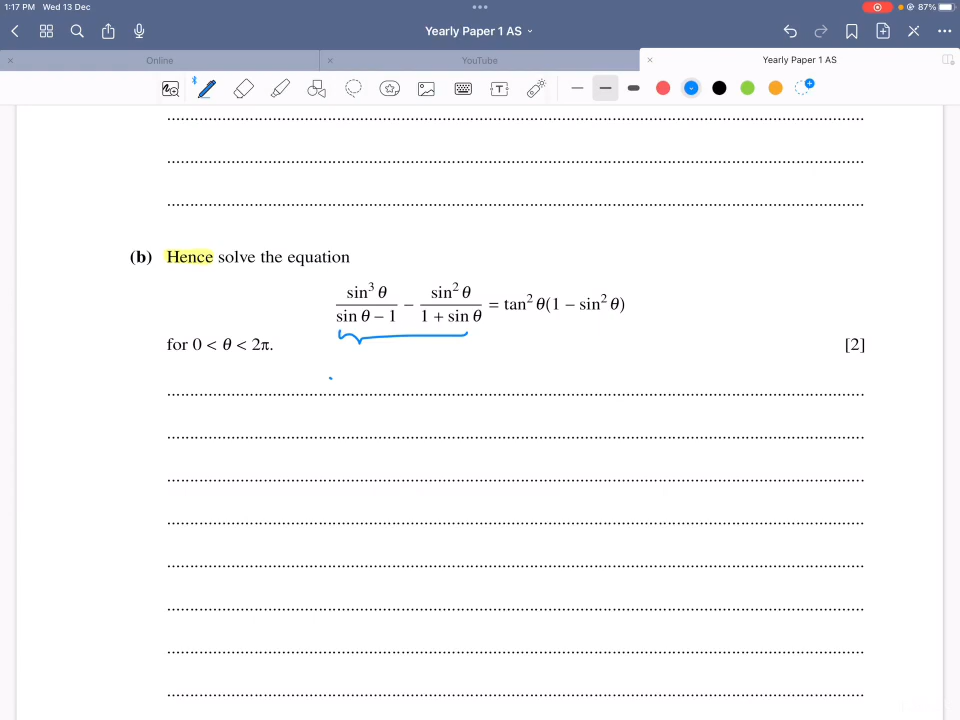 1:17 PM Wed 13 Dec
87%
Yearly Paper 1 AS
Online
YouTube
Yearly Paper 1 AS
T
(b) Hence solve the equation
sin³ θ / (sin θ − 1) − sin² θ / (1 + sin θ) = tan² θ(1 − sin² θ)
for 0 < θ < 2π. [2]